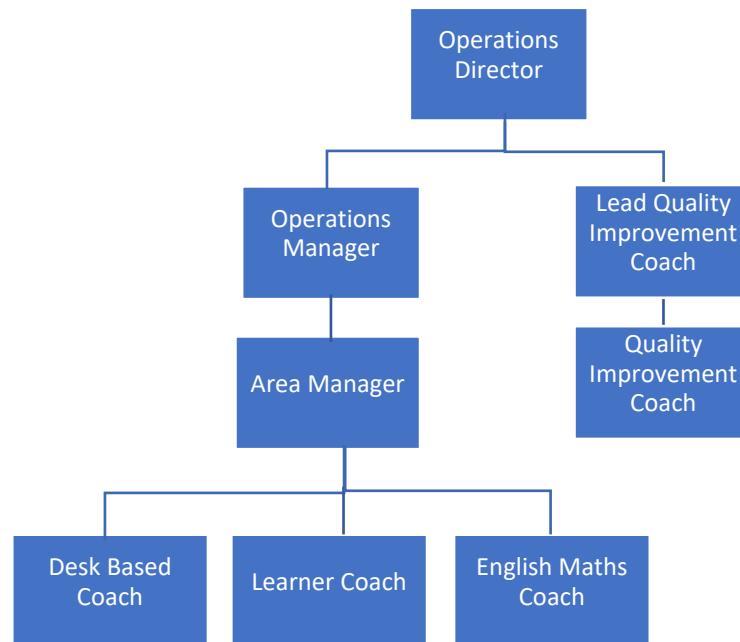 Operations
Director
Operations
Manager
Lead Quality
Improvement
Coach
Area Manager
Quality
Improvement
Coach
Desk Based
Coach
Learner Coach
English Maths
Coach